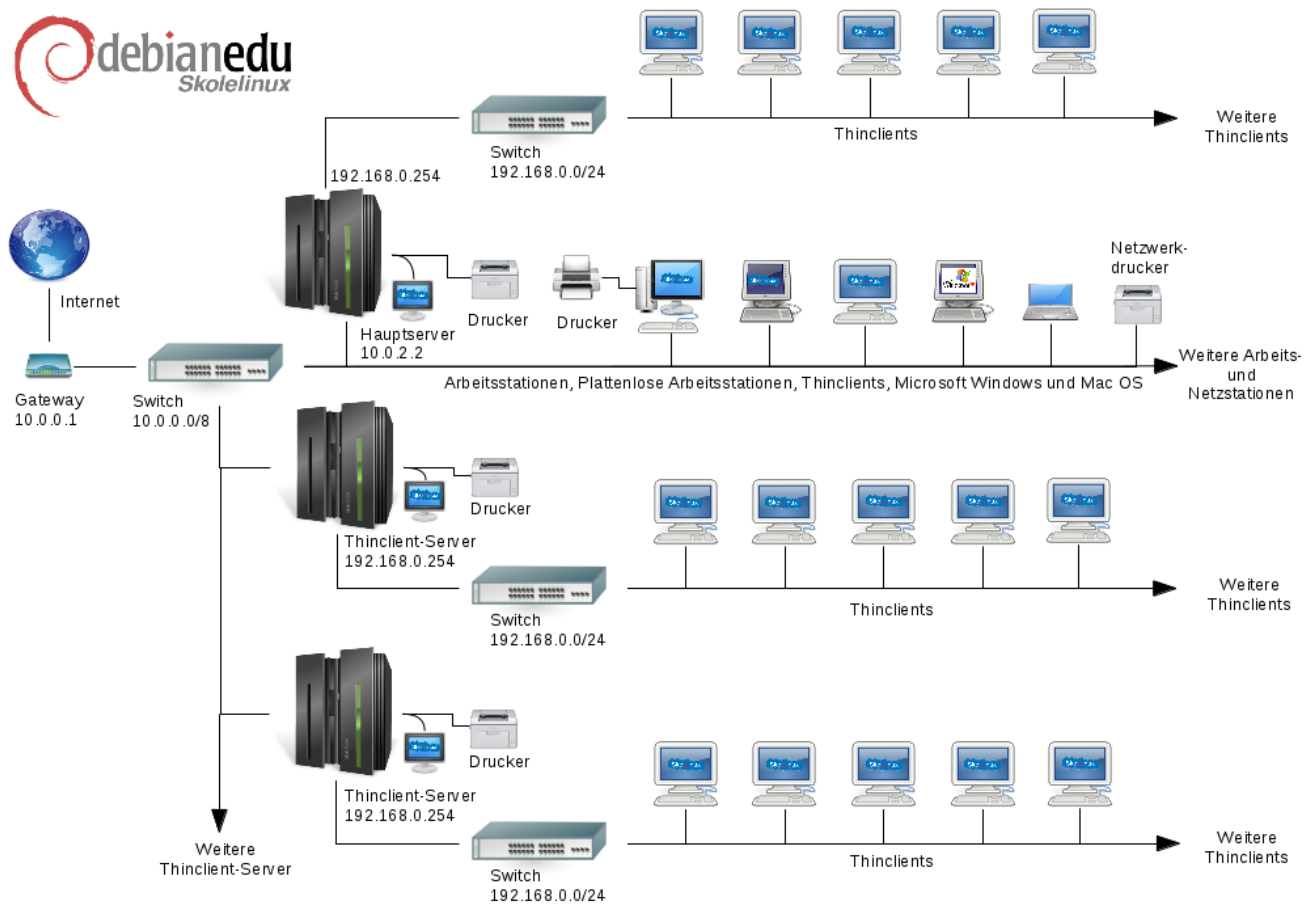 debianedu
Skolelinux
Switch
192.168.0.0/24
Thinclients
Weitere
Thinclients
192.168.0.254
Internet
Hauptserver
10.0.2.2
Drucker
Drucker
Windows
Netzwerk-
drucker
Gateway
10.0.0.1
Switch
10.0.0.0/8
Arbeitsstationen, Plattenlose Arbeitsstationen, Thinclients, Microsoft Windows und Mac OS
Weitere Arbeits-
und
Netzstationen
Drucker
Thinclient-Server
192.168.0.254
Switch
192.168.0.0/24
Thinclients
Weitere
Thinclients
Drucker
Thinclient-Server
192.168.0.254
Switch
192.168.0.0/24
Thinclients
Weitere
Thinclients
Weitere
Thinclient-Server